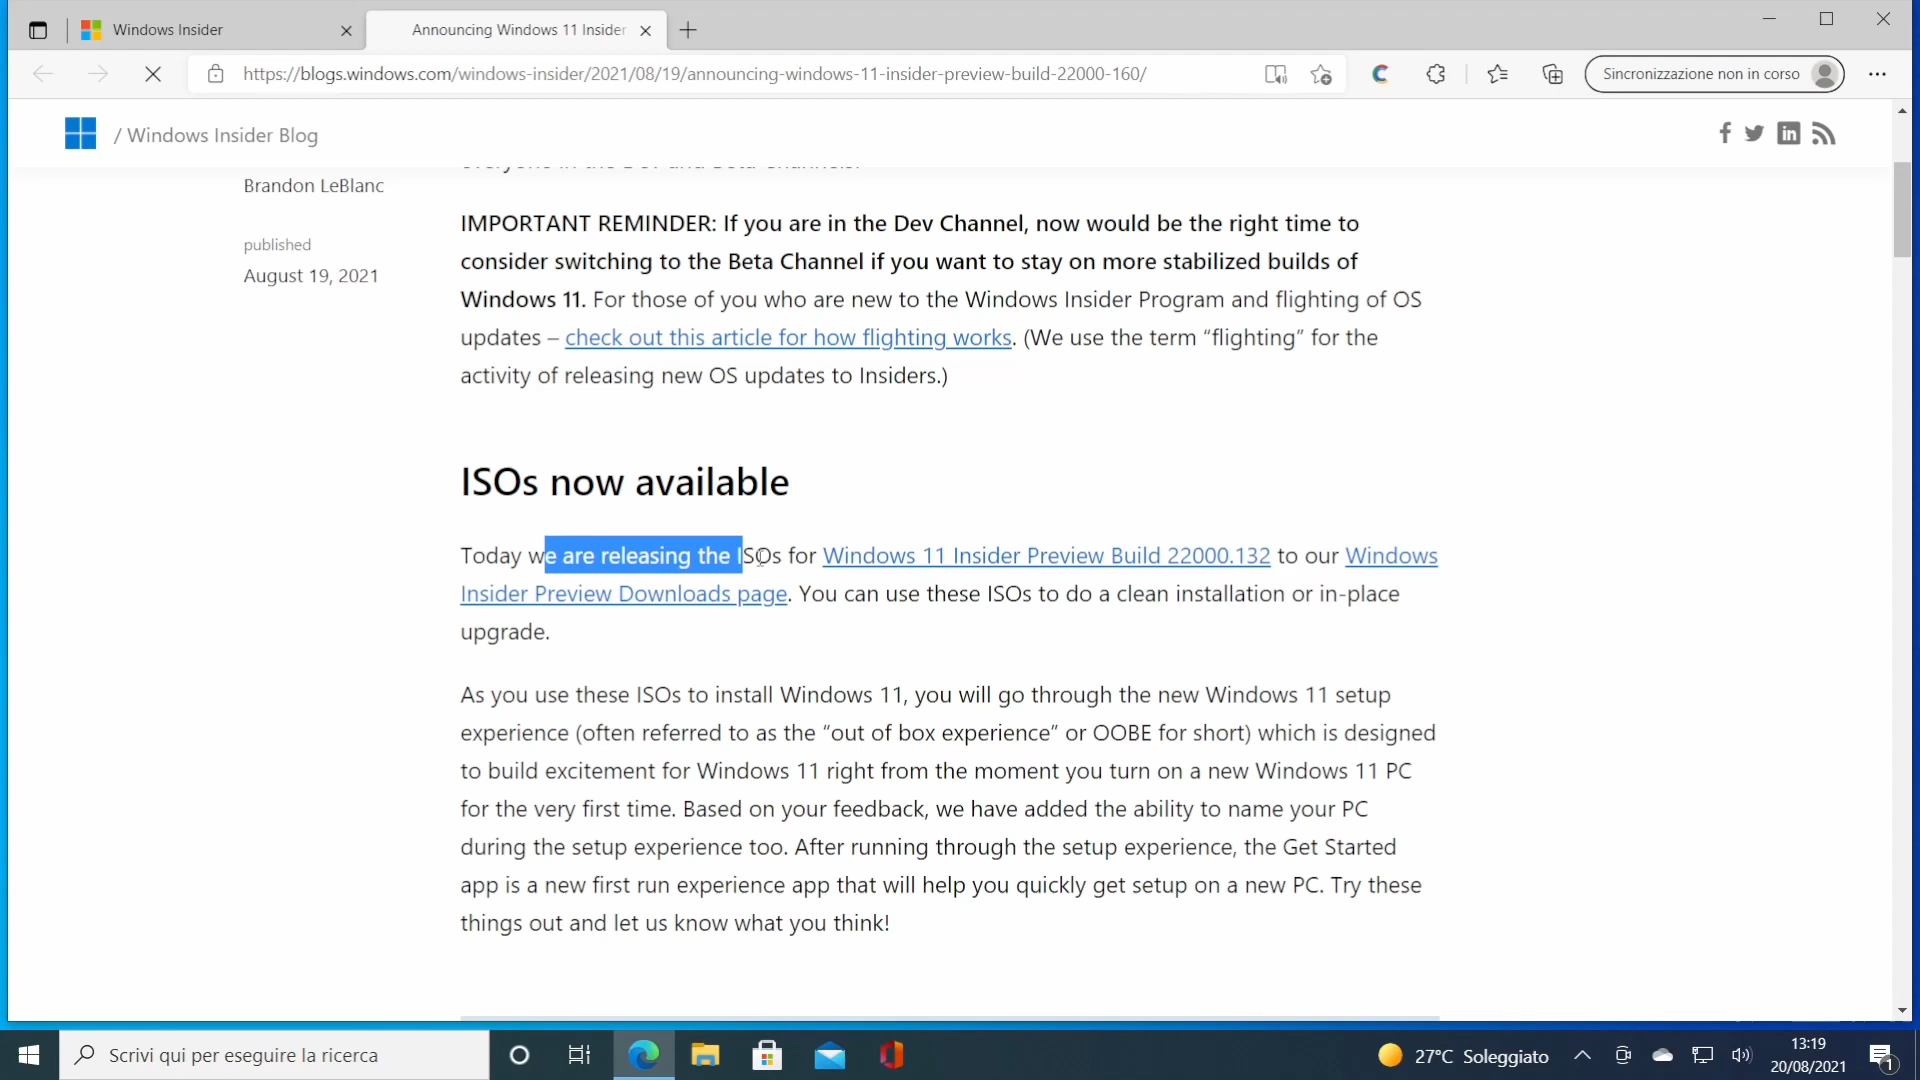 Windows Insider
Announcing Windows 11 Insider
https://blogs.windows.com/windows-insider/2021/08/19/announcing-windows-11-insider-preview-build-22000-160/
Sincronizzazione non in corso
/ Windows Insider Blog
everyone in the Dev and Beta Channels.
Brandon LeBlanc
published
August 19, 2021
IMPORTANT REMINDER: If you are in the Dev Channel, now would be the right time to
consider switching to the Beta Channel if you want to stay on more stabilized builds of
Windows 11. For those of you who are new to the Windows Insider Program and flighting of OS
updates – check out this article for how flighting works. (We use the term “flighting” for the
activity of releasing new OS updates to Insiders.)
ISOs now available
Today we are releasing the ISOs for Windows 11 Insider Preview Build 22000.132 to our Windows
Insider Preview Downloads page. You can use these ISOs to do a clean installation or in-place
upgrade.
As you use these ISOs to install Windows 11, you will go through the new Windows 11 setup
experience (often referred to as the “out of box experience” or OOBE for short) which is designed
to build excitement for Windows 11 right from the moment you turn on a new Windows 11 PC
for the very first time. Based on your feedback, we have added the ability to name your PC
during the setup experience too. After running through the setup experience, the Get Started
app is a new first run experience app that will help you quickly get setup on a new PC. Try these
things out and let us know what you think!
Scrivi qui per eseguire la ricerca
27°C Soleggiato
13:19
20/08/2021
1